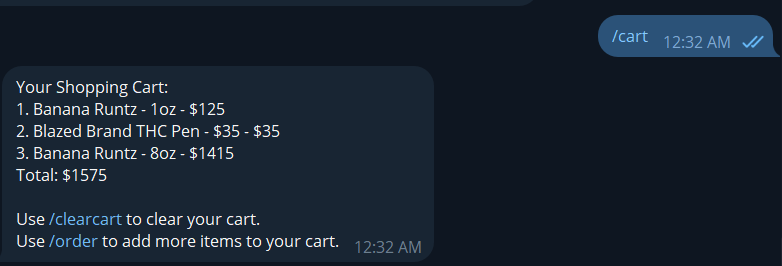 /cart 12:32 AM
Your Shopping Cart:
1. Banana Runtz - 1oz - $125
2. Blazed Brand THC Pen - $35 - $35
3. Banana Runtz - 8oz - $1415
Total: $1575
Use /clearcart to clear your cart.
Use /order to add more items to your cart. 12:32 AM